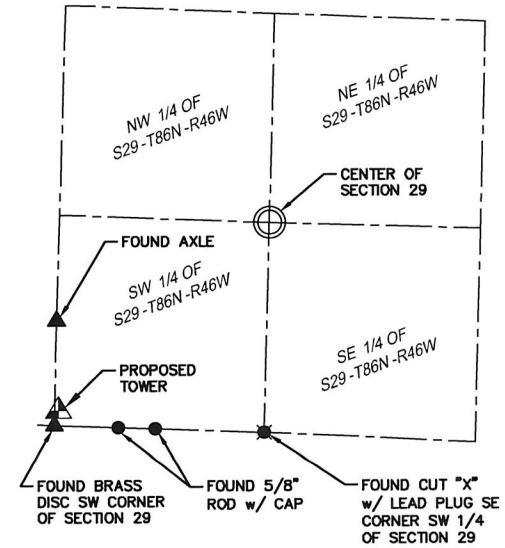 NW 1/4 OF
S29-T86N-R46W
NE 1/4 OF
S29-T86N-R46W
CENTER OF
SECTION 29
FOUND AXLE
SW 1/4 OF
S29-T86N-R46W
SE 1/4 OF
S29-T86N-R46W
PROPOSED
TOWER
FOUND BRASS
DISC SW CORNER
OF SECTION 29
FOUND 5/8"
ROD w/ CAP
FOUND CUT "X"
w/ LEAD PLUG SE
CORNER SW 1/4
OF SECTION 29